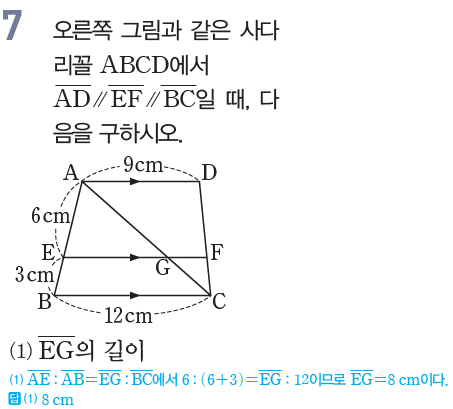 7 오른쪽 그림과 같은 사다
리꼴 ABCD에서
AD∥EF∥BC일 때, 다
음을 구하시오.
9cm
A D
6cm
E F
G
3cm
B C
12cm
(1) EG의 길이
(1) AE : AB=EG : BC에서 6 : (6+3)=EG : 12이므로 EG=8 cm이다.
답 (1) 8 cm